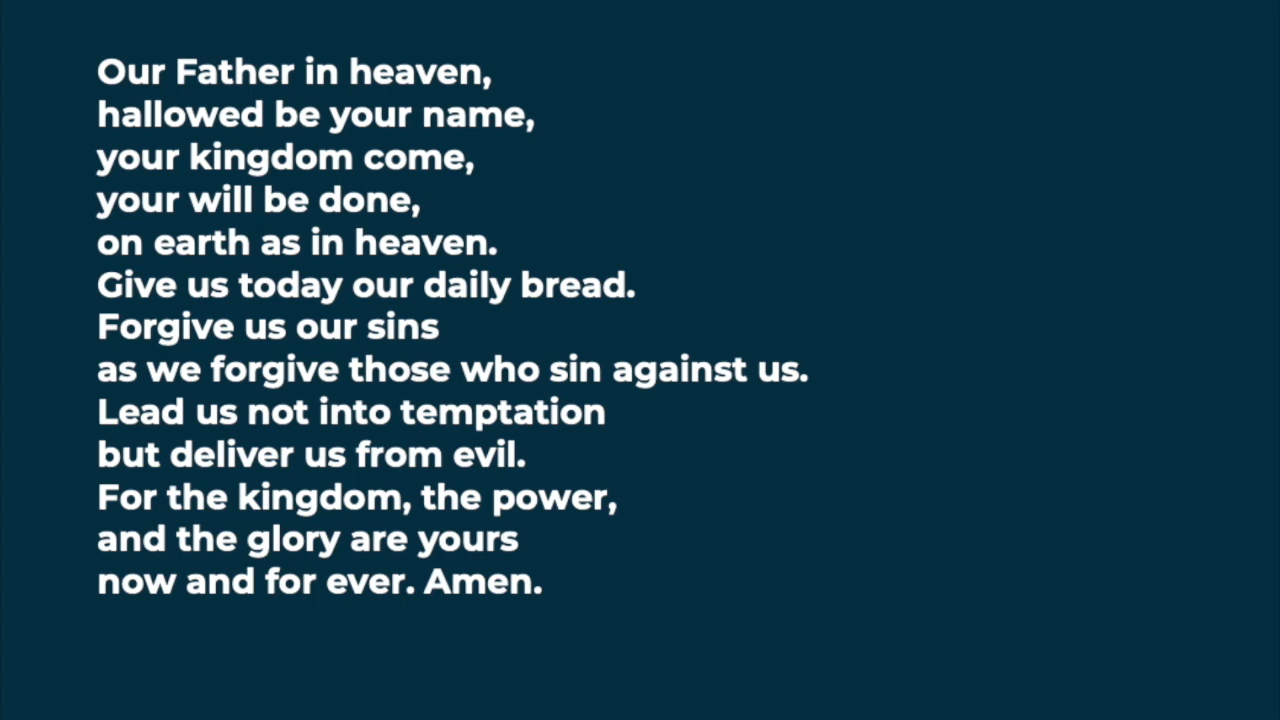 Our Father in heaven,
hallowed be your name,
your kingdom come,
your will be done,
on earth as in heaven.
Give us today our daily bread.
Forgive us our sins
as we forgive those who sin against us.
Lead us not into temptation
but deliver us from evil.
For the kingdom, the power,
and the glory are yours
now and for ever. Amen.